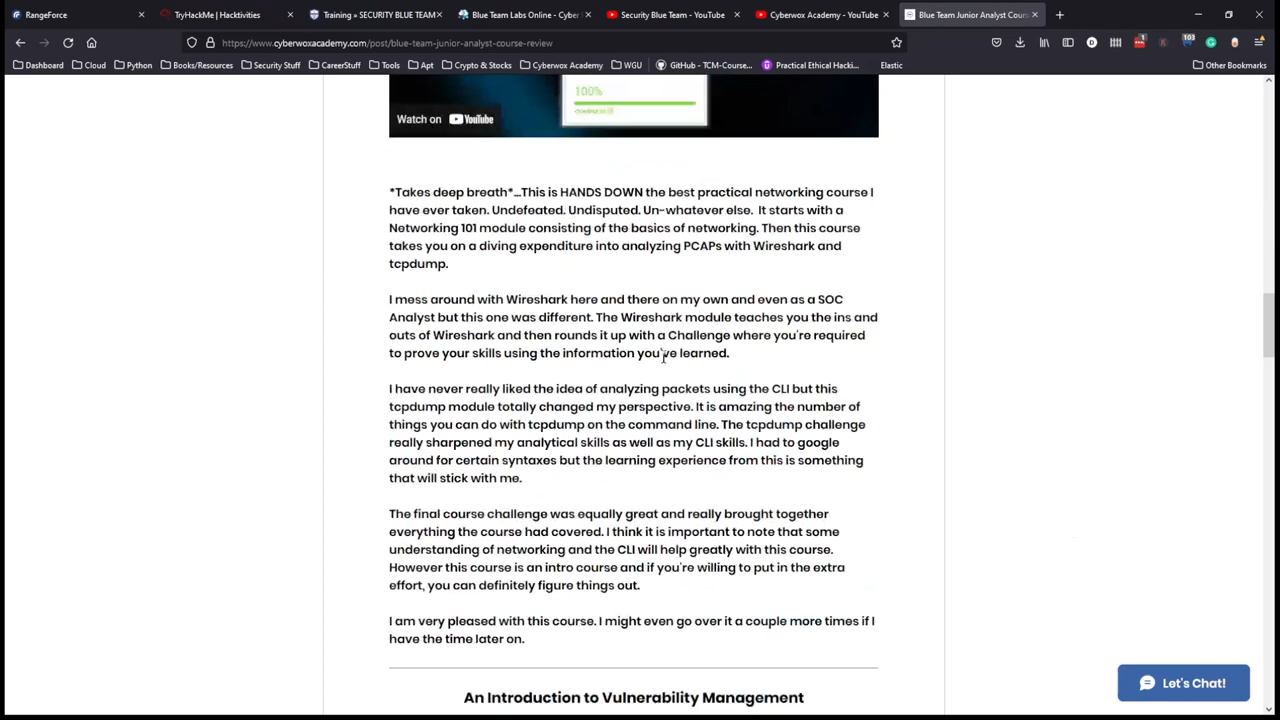 RangeForce
TryHackMe | Hacktivities
Training » SECURITY BLUE TEAM
Blue Team Labs Online - Cyber
Security Blue Team - YouTube
Cyberwox Academy - YouTube
Blue Team Junior Analyst Cours
https://www.cyberwoxacademy.com/post/blue-team-junior-analyst-course-review
1
103
Dashboard
Cloud
Python
Books/Resources
Security Stuff
CareerStuff
Tools
Apt
Crypto & Stocks
Cyberwox Academy
WGU
GitHub - TCM-Course...
Practical Ethical Hacki...
Elastic
Other Bookmarks
100%
Watch on YouTube
*Takes deep breath*...This is HANDS DOWN the best practical networking course I
have ever taken. Undefeated. Undisputed. Un-whatever else. It starts with a
Networking 101 module consisting of the basics of networking. Then this course
takes you on a diving expenditure into analyzing PCAPs with Wireshark and
tcpdump.
I mess around with Wireshark here and there on my own and even as a SOC
Analyst but this one was different. The Wireshark module teaches you the ins and
outs of Wireshark and then rounds it up with a Challenge where you're required
to prove your skills using the information you've learned.
I have never really liked the idea of analyzing packets using the CLI but this
tcpdump module totally changed my perspective. It is amazing the number of
things you can do with tcpdump on the command line. The tcpdump challenge
really sharpened my analytical skills as well as my CLI skills. I had to google
around for certain syntaxes but the learning experience from this is something
that will stick with me.
The final course challenge was equally great and really brought together
everything the course had covered. I think it is important to note that some
understanding of networking and the CLI will help greatly with this course.
However this course is an intro course and if you're willing to put in the extra
effort, you can definitely figure things out.
I am very pleased with this course. I might even go over it a couple more times if I
have the time later on.
An Introduction to Vulnerability Management
Let's Chat!